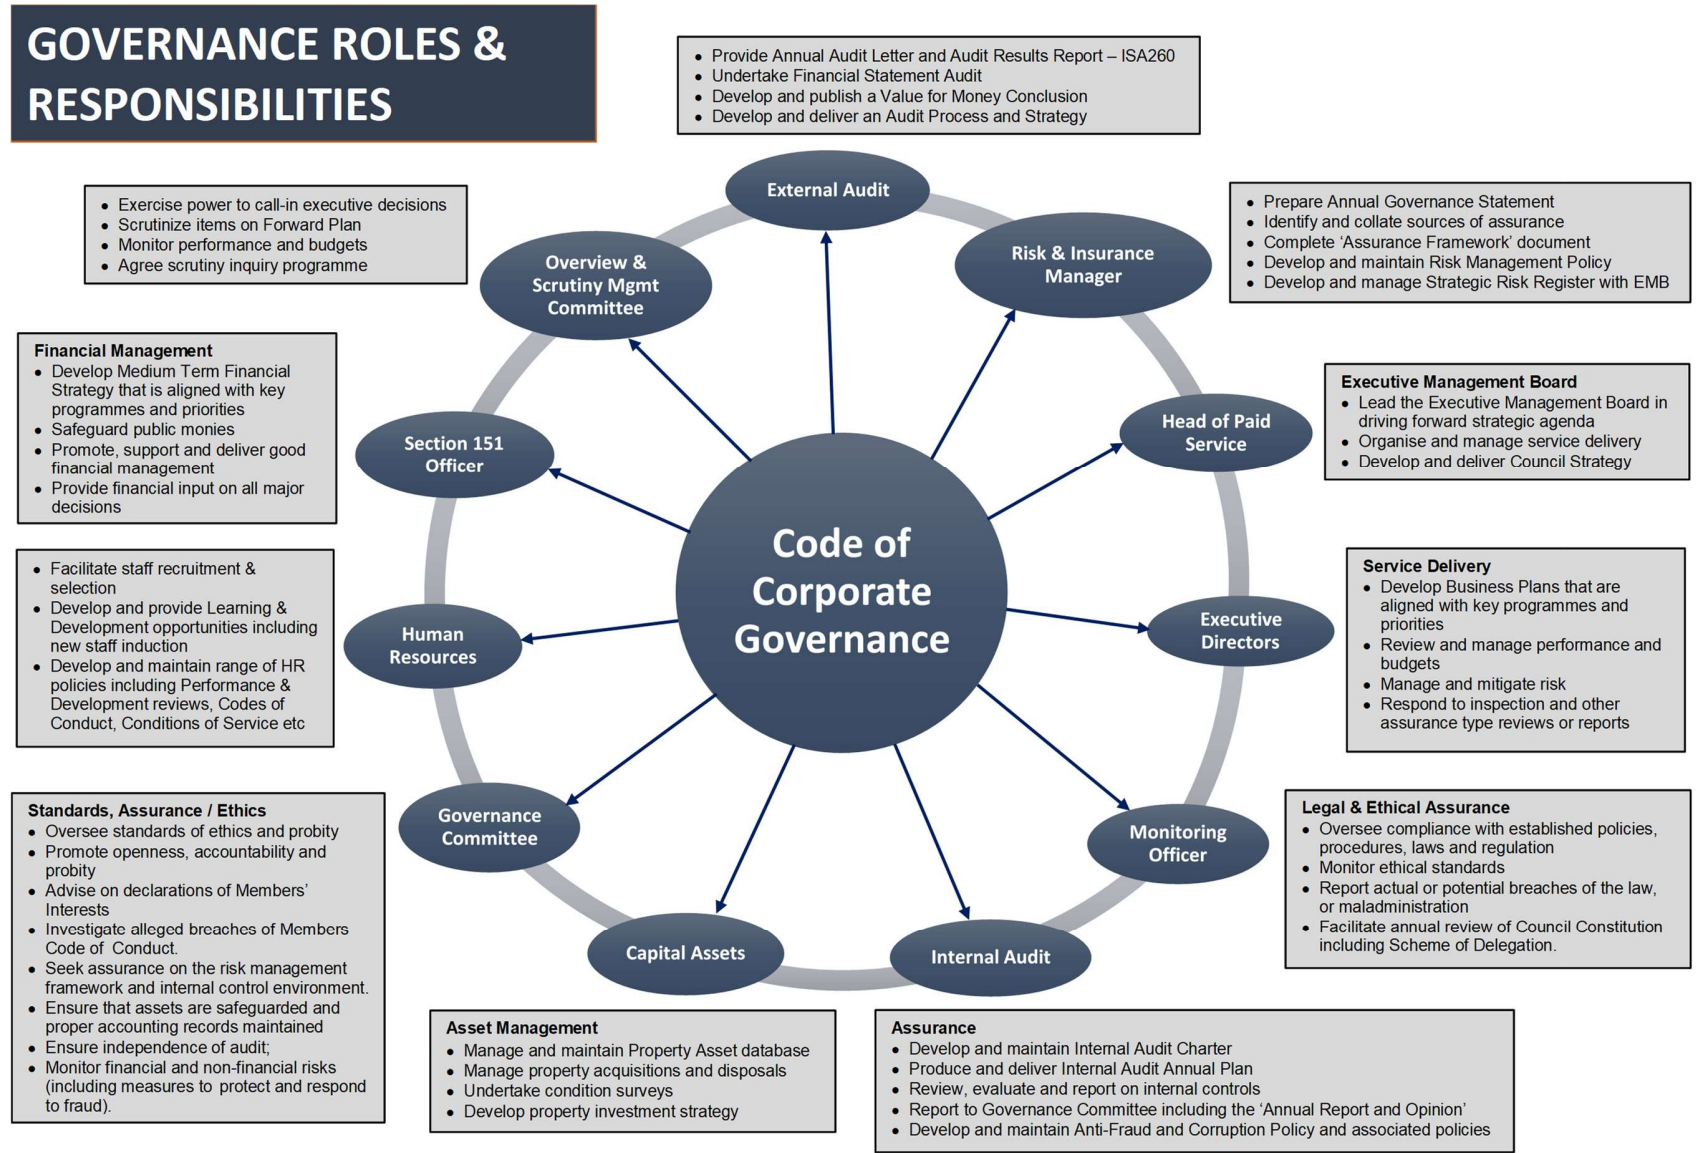 GOVERNANCE ROLES &
RESPONSIBILITIES
• Provide Annual Audit Letter and Audit Results Report – ISA260
• Undertake Financial Statement Audit
• Develop and publish a Value for Money Conclusion
• Develop and deliver an Audit Process and Strategy
External Audit
• Exercise power to call-in executive decisions
• Scrutinize items on Forward Plan
• Monitor performance and budgets
• Agree scrutiny inquiry programme
Overview &
Scrutiny Mgmt
Committee
Risk & Insurance
Manager
• Prepare Annual Governance Statement
• Identify and collate sources of assurance
• Complete ‘Assurance Framework’ document
• Develop and maintain Risk Management Policy
• Develop and manage Strategic Risk Register with EMB
Financial Management
• Develop Medium Term Financial
Strategy that is aligned with key
programmes and priorities
• Safeguard public monies
• Promote, support and deliver good
financial management
• Provide financial input on all major
decisions
Section 151
Officer
Head of Paid
Service
Executive Management Board
• Lead the Executive Management Board in
driving forward strategic agenda
• Organise and manage service delivery
• Develop and deliver Council Strategy
Code of
Corporate
Governance
• Facilitate staff recruitment &
selection
• Develop and provide Learning &
Development opportunities including
new staff induction
• Develop and maintain range of HR
policies including Performance &
Development reviews, Codes of
Conduct, Conditions of Service etc
Human
Resources
Executive
Directors
Service Delivery
• Develop Business Plans that are
aligned with key programmes and
priorities
• Review and manage performance and
budgets
• Manage and mitigate risk
• Respond to inspection and other
assurance type reviews or reports
Standards, Assurance / Ethics
• Oversee standards of ethics and probity
• Promote openness, accountability and
probity
• Advise on declarations of Members’
Interests
• Investigate alleged breaches of Members
Code of Conduct.
• Seek assurance on the risk management
framework and internal control environment.
• Ensure that assets are safeguarded and
proper accounting records maintained
• Ensure independence of audit;
• Monitor financial and non-financial risks
(including measures to protect and respond
to fraud).
Governance
Committee
Monitoring
Officer
Legal & Ethical Assurance
• Oversee compliance with established policies,
procedures, laws and regulation
• Monitor ethical standards
• Report actual or potential breaches of the law,
or maladministration
• Facilitate annual review of Council Constitution
including Scheme of Delegation.
Capital Assets
Internal Audit
Asset Management
• Manage and maintain Property Asset database
• Manage property acquisitions and disposals
• Undertake condition surveys
• Develop property investment strategy
Assurance
• Develop and maintain Internal Audit Charter
• Produce and deliver Internal Audit Annual Plan
• Review, evaluate and report on internal controls
• Report to Governance Committee including the ‘Annual Report and Opinion’
• Develop and maintain Anti-Fraud and Corruption Policy and associated policies